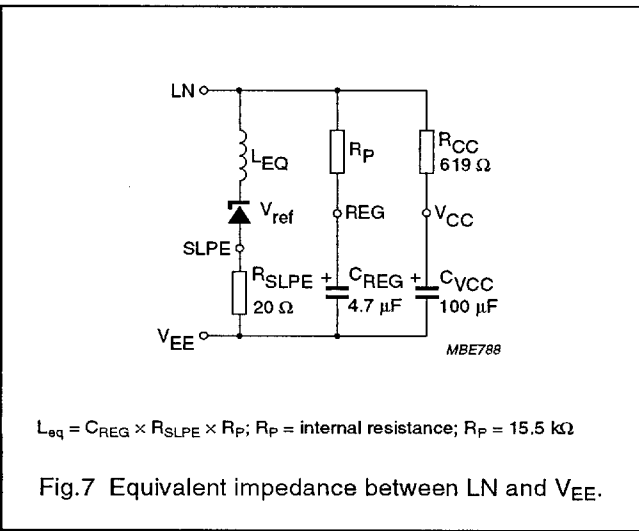 LN
L_EQ
V_ref
SLPE
R_SLPE
20 Ω
V_EE
R_P
REG
+
C_REG
4.7 µF
R_CC
619 Ω
V_CC
+
C_VCC
100 µF
MBE788
L_eq = C_REG × R_SLPE × R_P; R_P = internal resistance; R_P = 15.5 kΩ
Fig.7 Equivalent impedance between LN and V_EE.